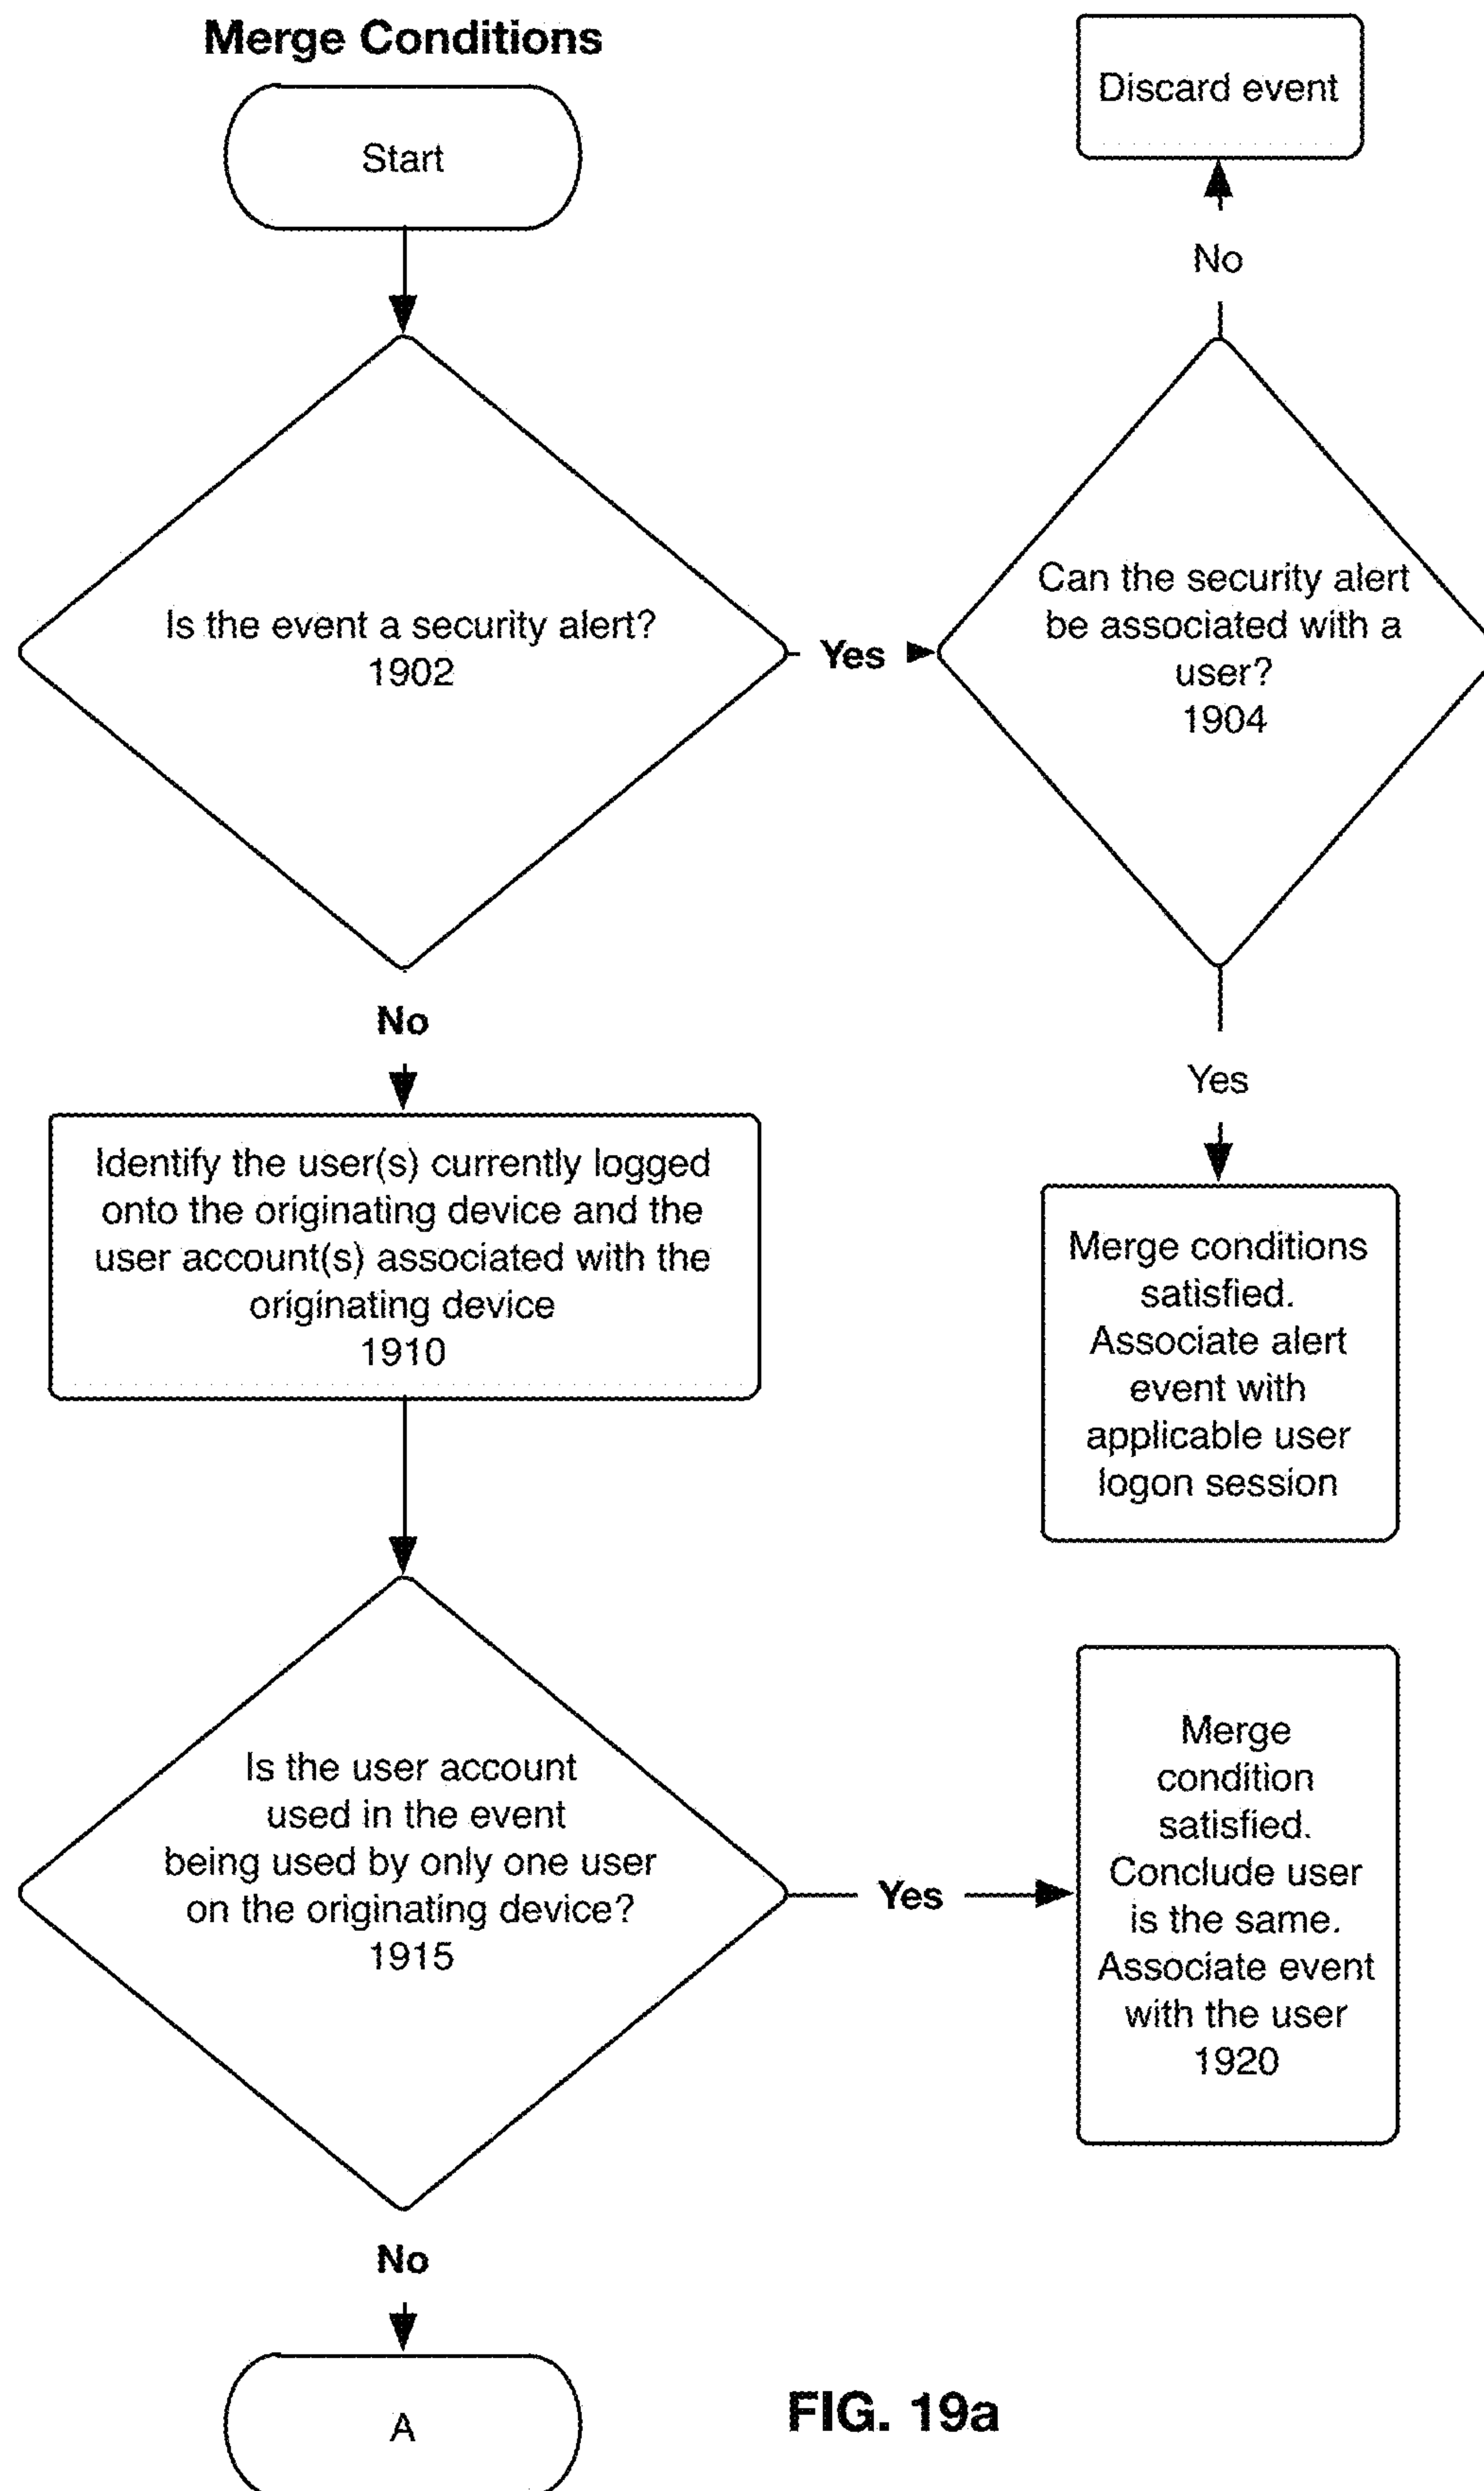 Merge Conditions
Start
Discard event
No
Is the event a security alert?
1902
Yes
Can the security alert
be associated with a
user?
1904
No
Yes
Identify the user(s) currently logged
onto the originating device and the
user account(s) associated with the
originating device
1910
Merge conditions
satisfied.
Associate alert
event with
applicable user
logon session
Is the user account
used in the event
being used by only one user
on the originating device?
1915
Yes
Merge
condition
satisfied.
Conclude user
is the same.
Associate event
with the user
1920
No
A
FIG. 19a